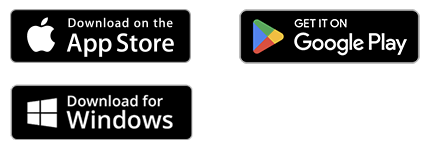 Download on the
App Store
GET IT ON
Google Play
Download for
Windows